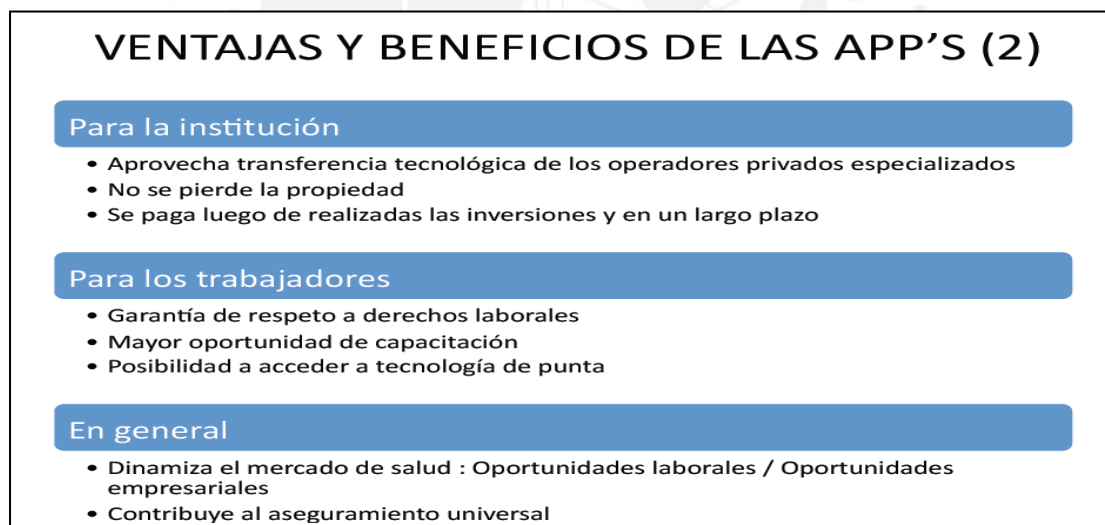 VENTAJAS Y BENEFICIOS DE LAS APP’S (2)
Para la institución
• Aprovecha transferencia tecnológica de los operadores privados especializados
• No se pierde la propiedad
• Se paga luego de realizadas las inversiones y en un largo plazo
Para los trabajadores
• Garantía de respeto a derechos laborales
• Mayor oportunidad de capacitación
• Posibilidad a acceder a tecnología de punta
En general
• Dinamiza el mercado de salud : Oportunidades laborales / Oportunidades
empresariales
• Contribuye al aseguramiento universal